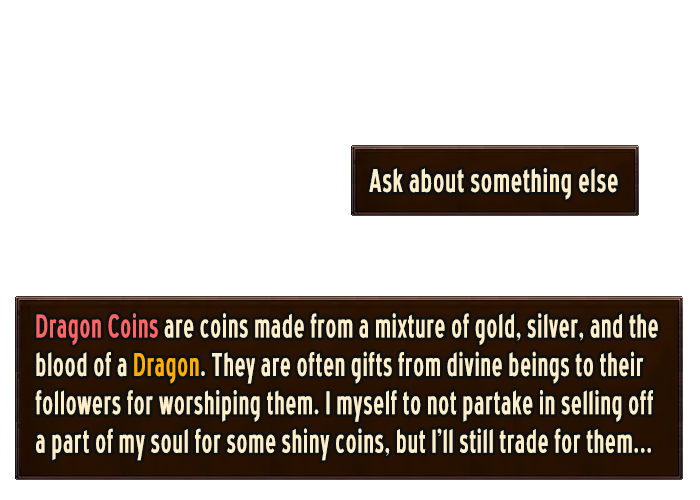 Ask about something else
Dragon Coins are coins made from a mixture of gold, silver, and the
blood of a Dragon. They are often gifts from divine beings to their
followers for worshiping them. I myself to not partake in selling off
a part of my soul for some shiny coins, but I'll still trade for them...